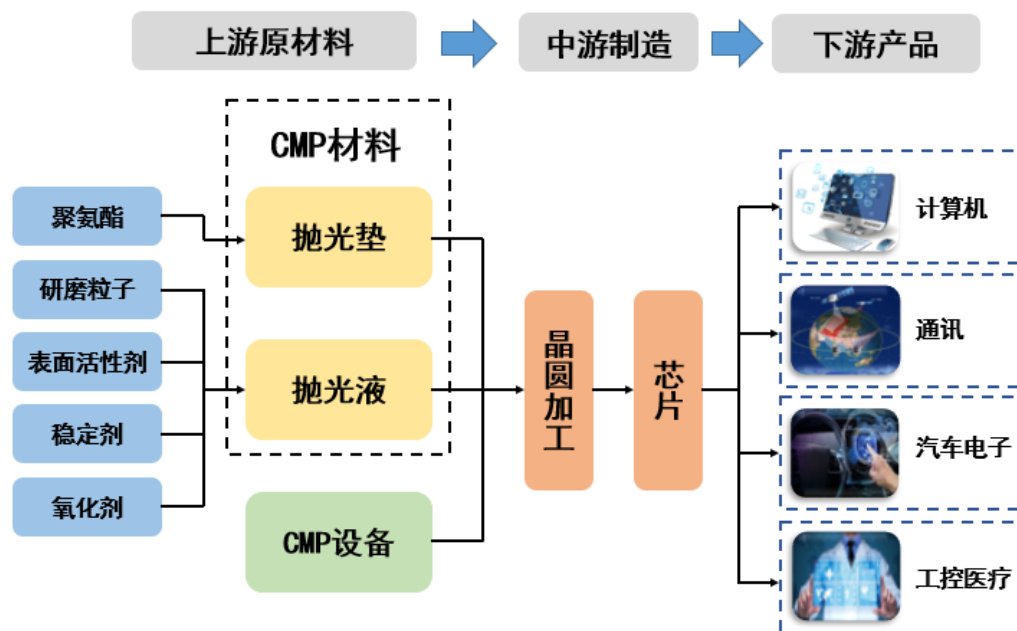 上游原材料
中游制造
下游产品
CMP材料
聚氨酯
研磨粒子
表面活性剂
稳定剂
氧化剂
抛光垫
抛光液
CMP设备
晶圆加工
芯片
计算机
通讯
汽车电子
工控医疗